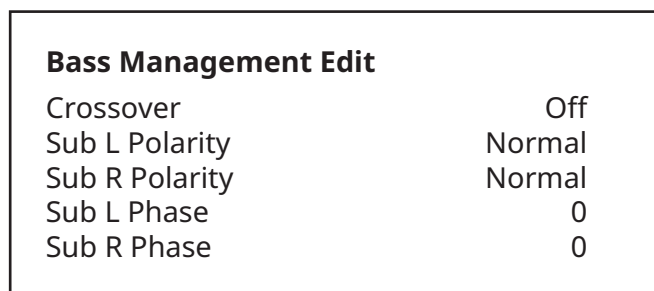 Bass Management Edit
Crossover Off
Sub L Polarity Normal
Sub R Polarity Normal
Sub L Phase 0
Sub R Phase 0